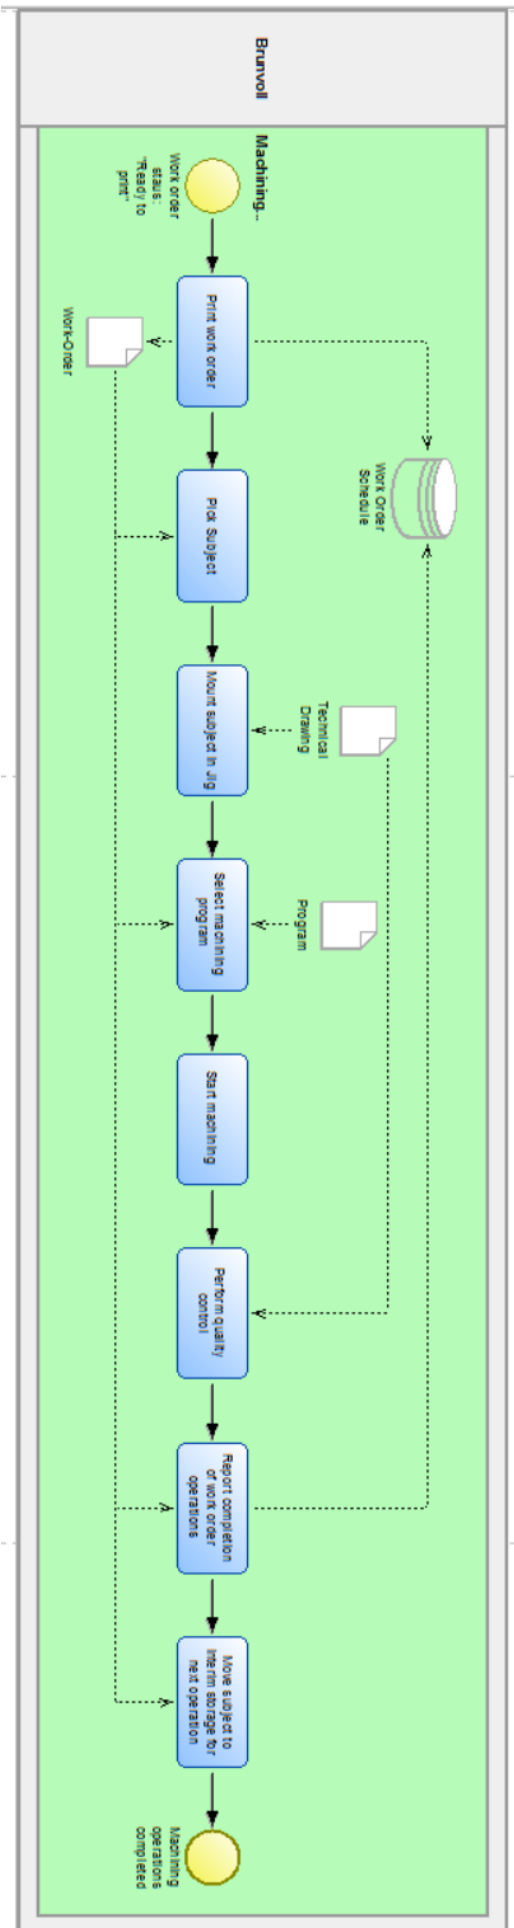 Brunvoll
Machining...
Work order
staus:
"Ready to
print"
Print work order
Work-Order
Work Order
Schedule
Pick Subject
Mount subject in Jig
Technical
Drawing
Select machining
program
Program
Start machining
Perform quality
control
Report completion
of work order
operations
Move subject to
interim storage for
next operation
Machining
operations
completed